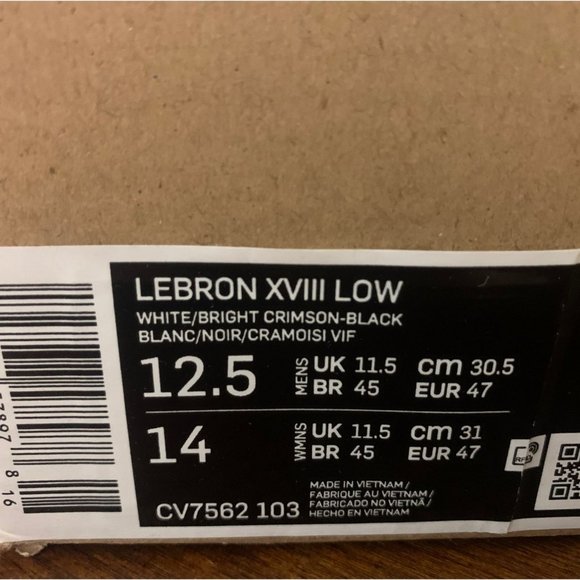 LEBRON XVIII LOW
WHITE/BRIGHT CRIMSON-BLACK
BLANC/NOIR/CRAMOISI VIF
12.5 MENS UK 11.5 cm 30.5
BR 45 EUR 47
14 WMNS UK 11.5 cm 31
BR 45 EUR 47
RFID
CV7562 103
MADE IN VIETNAM /
FABRIQUE AU VIETNAM /
FABRICADO NO VIETNÃ /
HECHO EN VIETNAM
8 16